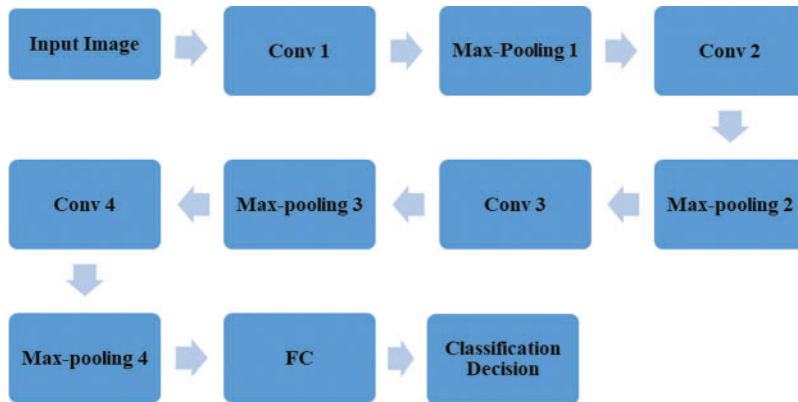 Input Image
Conv 1
Max-Pooling 1
Conv 2
Max-pooling 2
Conv 3
Max-pooling 3
Conv 4
Max-pooling 4
FC
Classification
Decision